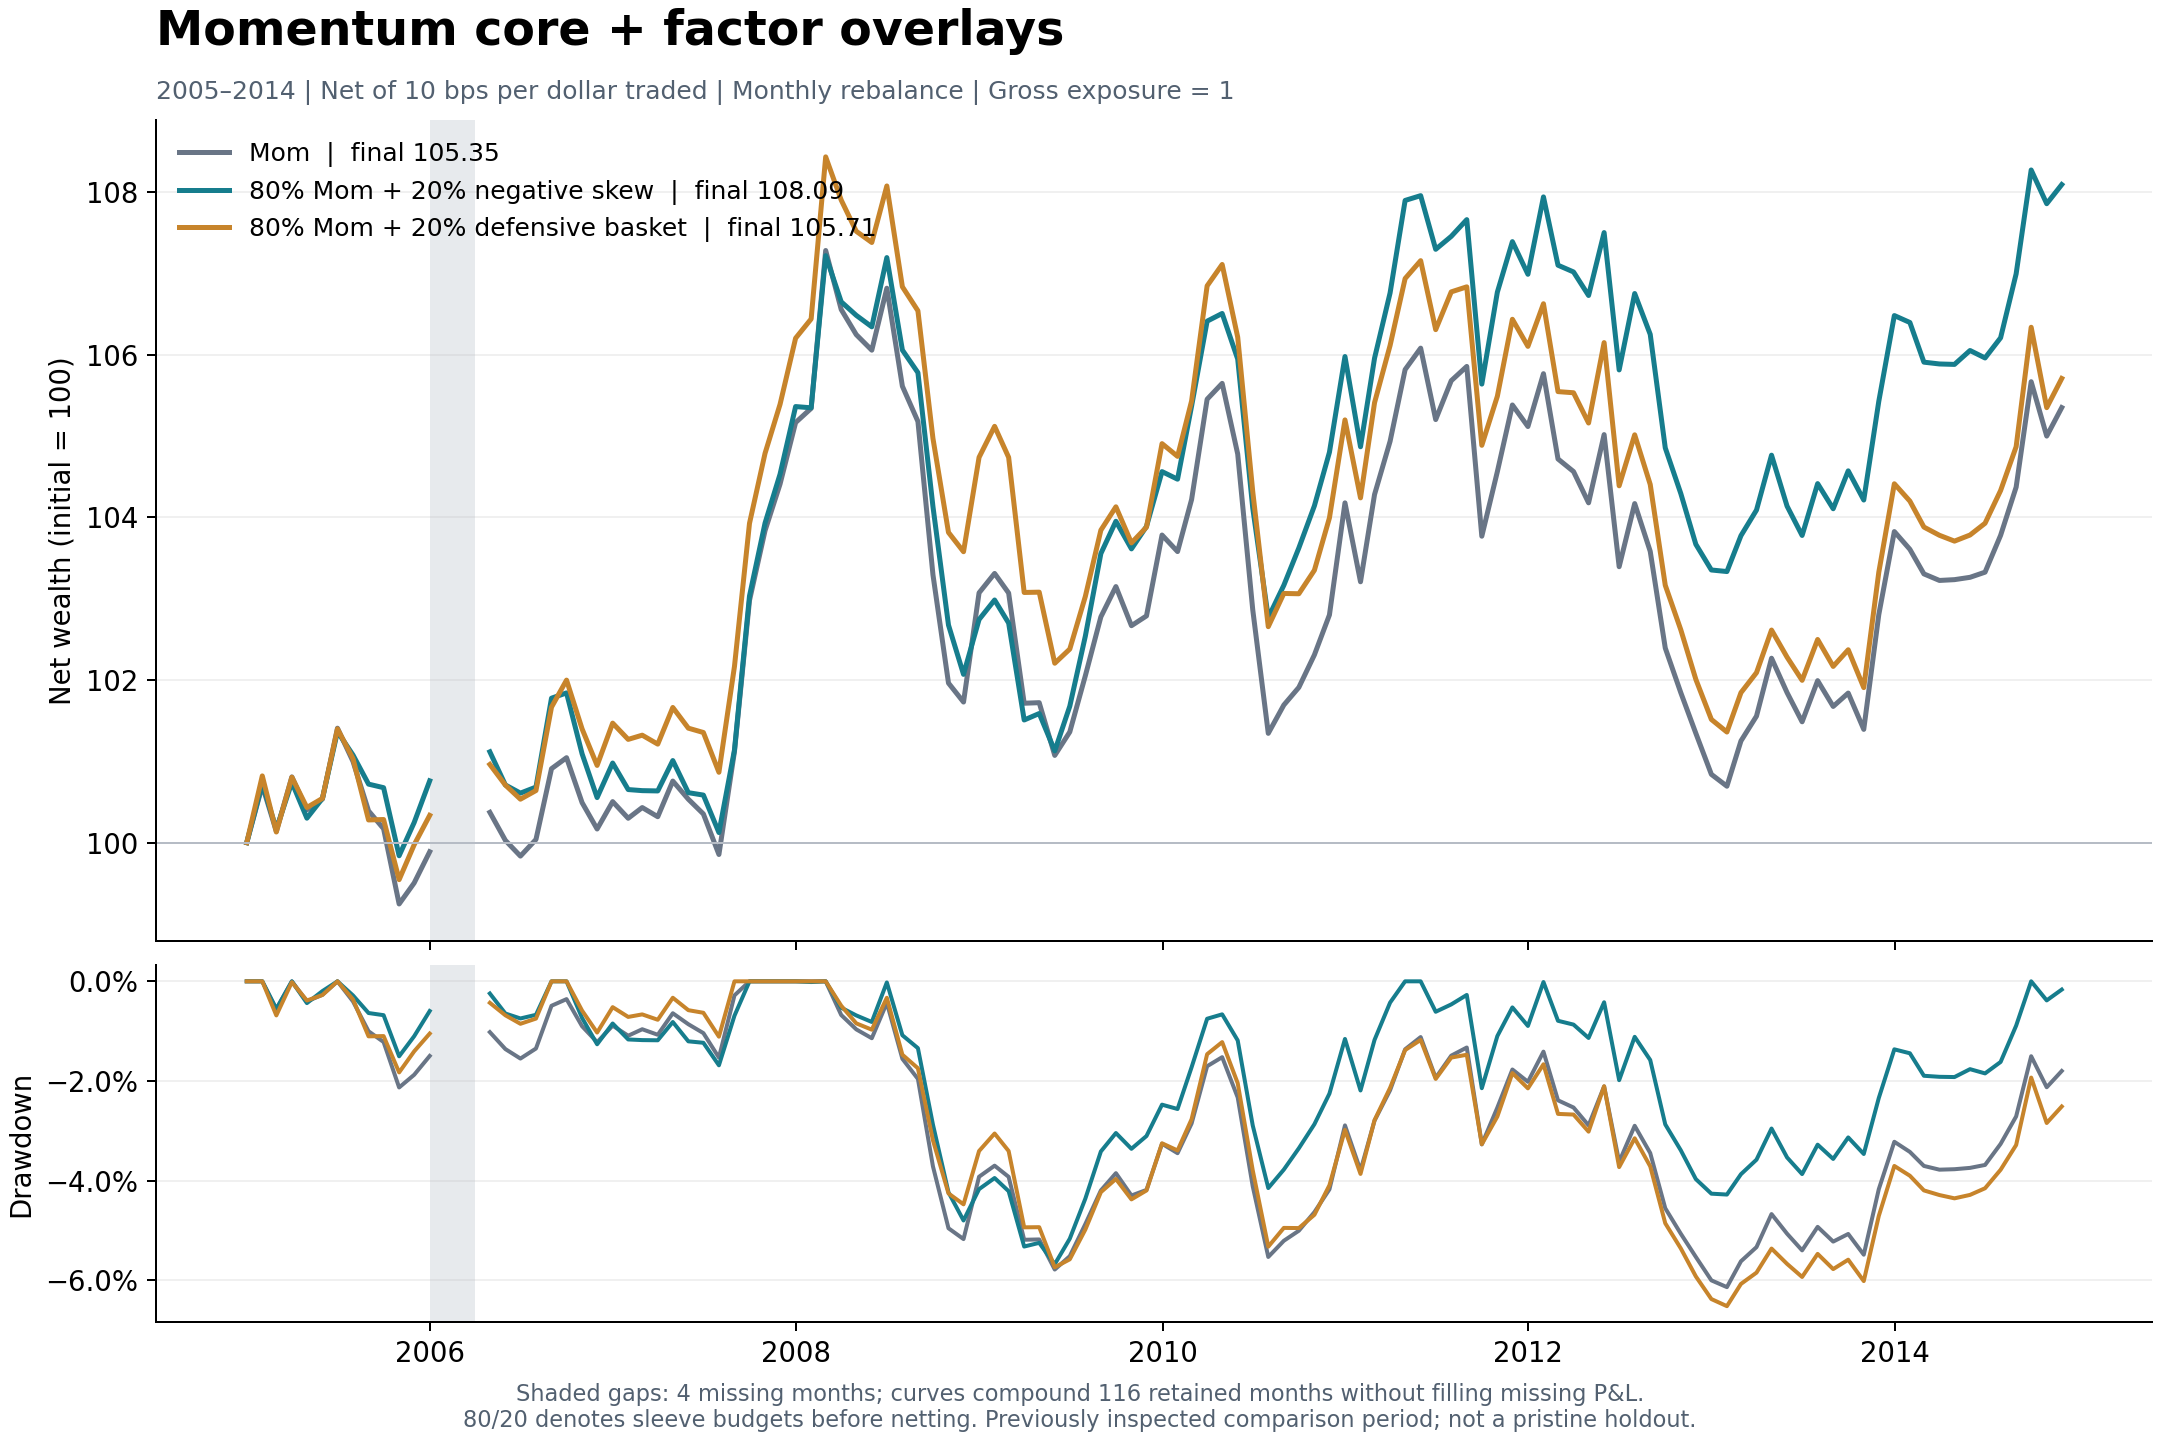 Momentum core + factor overlays
2005–2014 | Net of 10 bps per dollar traded | Monthly rebalance | Gross exposure = 1
Mom | final 105.35
80% Mom + 20% negative skew | final 108.09
80% Mom + 20% defensive basket | final 105.71
Net wealth (initial = 100)
108
106
104
102
100
Drawdown
0.0%
−2.0%
−4.0%
−6.0%
2006
2008
2010
2012
2014
Shaded gaps: 4 missing months; curves compound 116 retained months without filling missing P&L.
80/20 denotes sleeve budgets before netting. Previously inspected comparison period; not a pristine holdout.